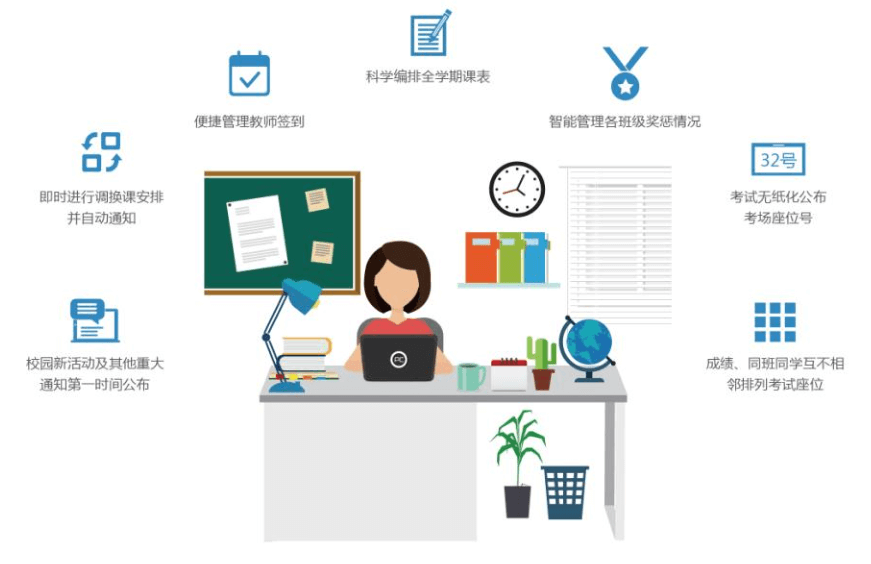 科学编排全学期课表
便捷管理教师签到
智能管理各班级奖惩情况
即时进行调换课安排
并自动通知
32号
考试无纸化公布
考场座位号
校园新活动及其他重大
通知第一时间公布
成绩、同班同学互不相
邻排列考试座位
PC